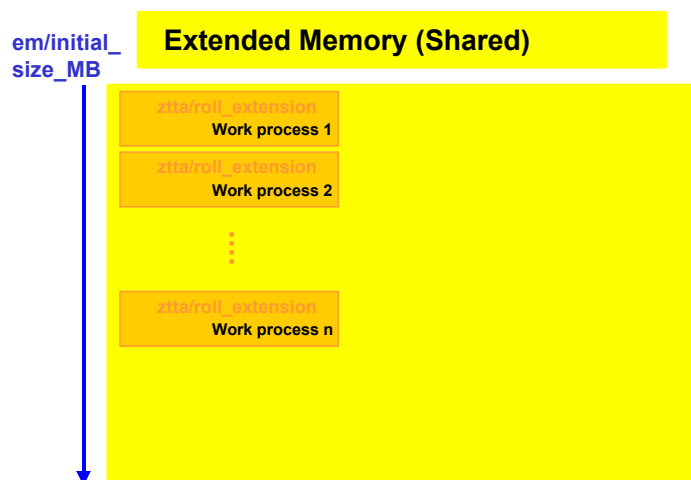 em/initial_
size_MB
Extended Memory (Shared)
ztta/roll_extension
Work process 1
ztta/roll_extension
Work process 2
ztta/roll_extension
Work process n